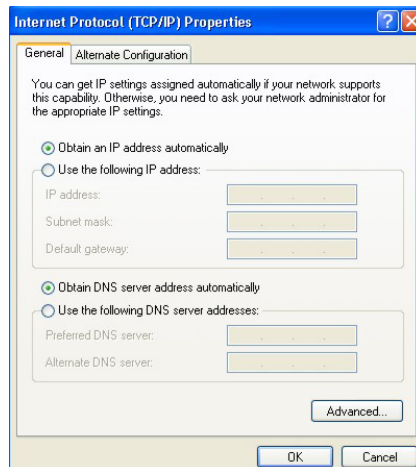 Internet Protocol (TCP/IP) Properties
General
Alternate Configuration
You can get IP settings assigned automatically if your network supports
this capability. Otherwise, you need to ask your network administrator for
the appropriate IP settings.
Obtain an IP address automatically
Use the following IP address:
IP address:
Subnet mask:
Default gateway:
Obtain DNS server address automatically
Use the following DNS server addresses:
Preferred DNS server:
Alternate DNS server:
Advanced...
OK
Cancel